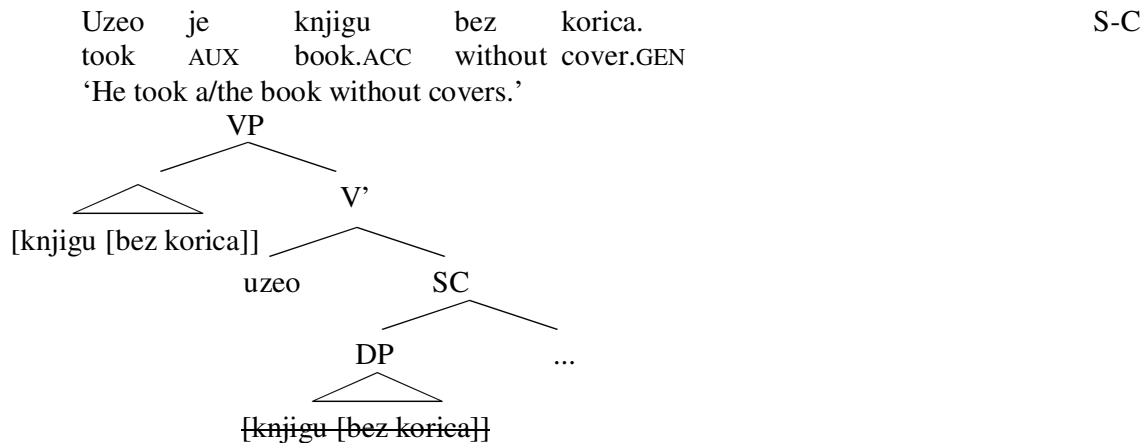 Uzeo je knjigu bez korica. S-C
took AUX book.ACC without cover.GEN
‘He took a/the book without covers.’
VP
V’
[knjigu [bez korica]]
uzeo SC
DP ...
[knjigu [bez korica]]